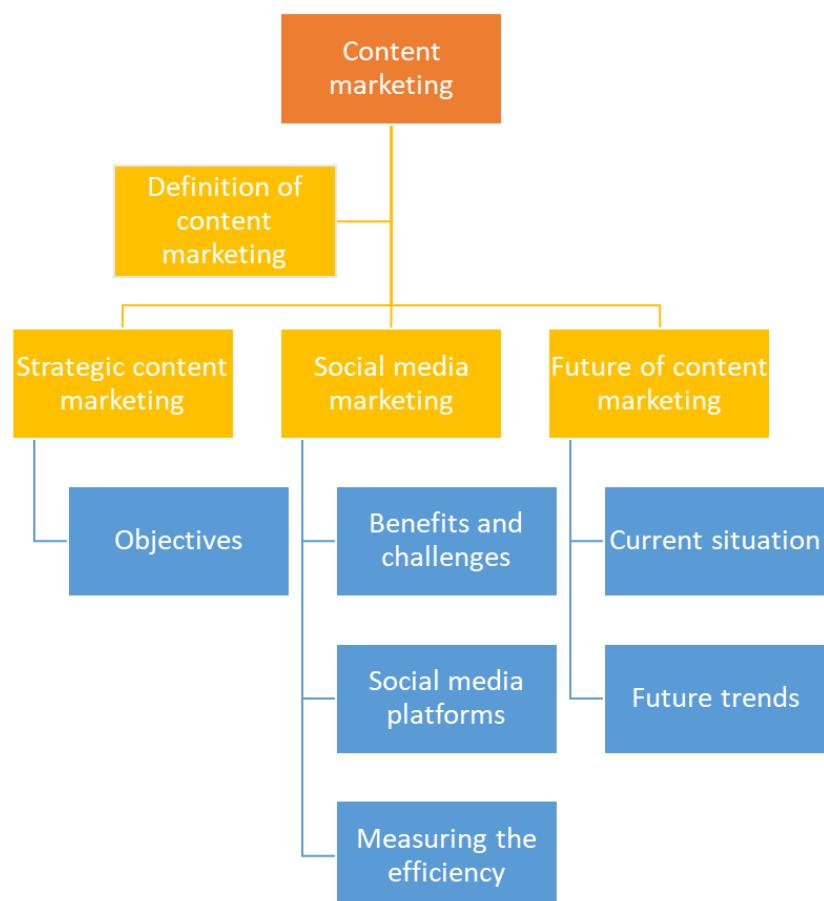 Content
marketing
Definition of
content
marketing
Strategic content
marketing
Social media
marketing
Future of content
marketing
Objectives
Benefits and
challenges
Current situation
Social media
platforms
Future trends
Measuring the
efficiency